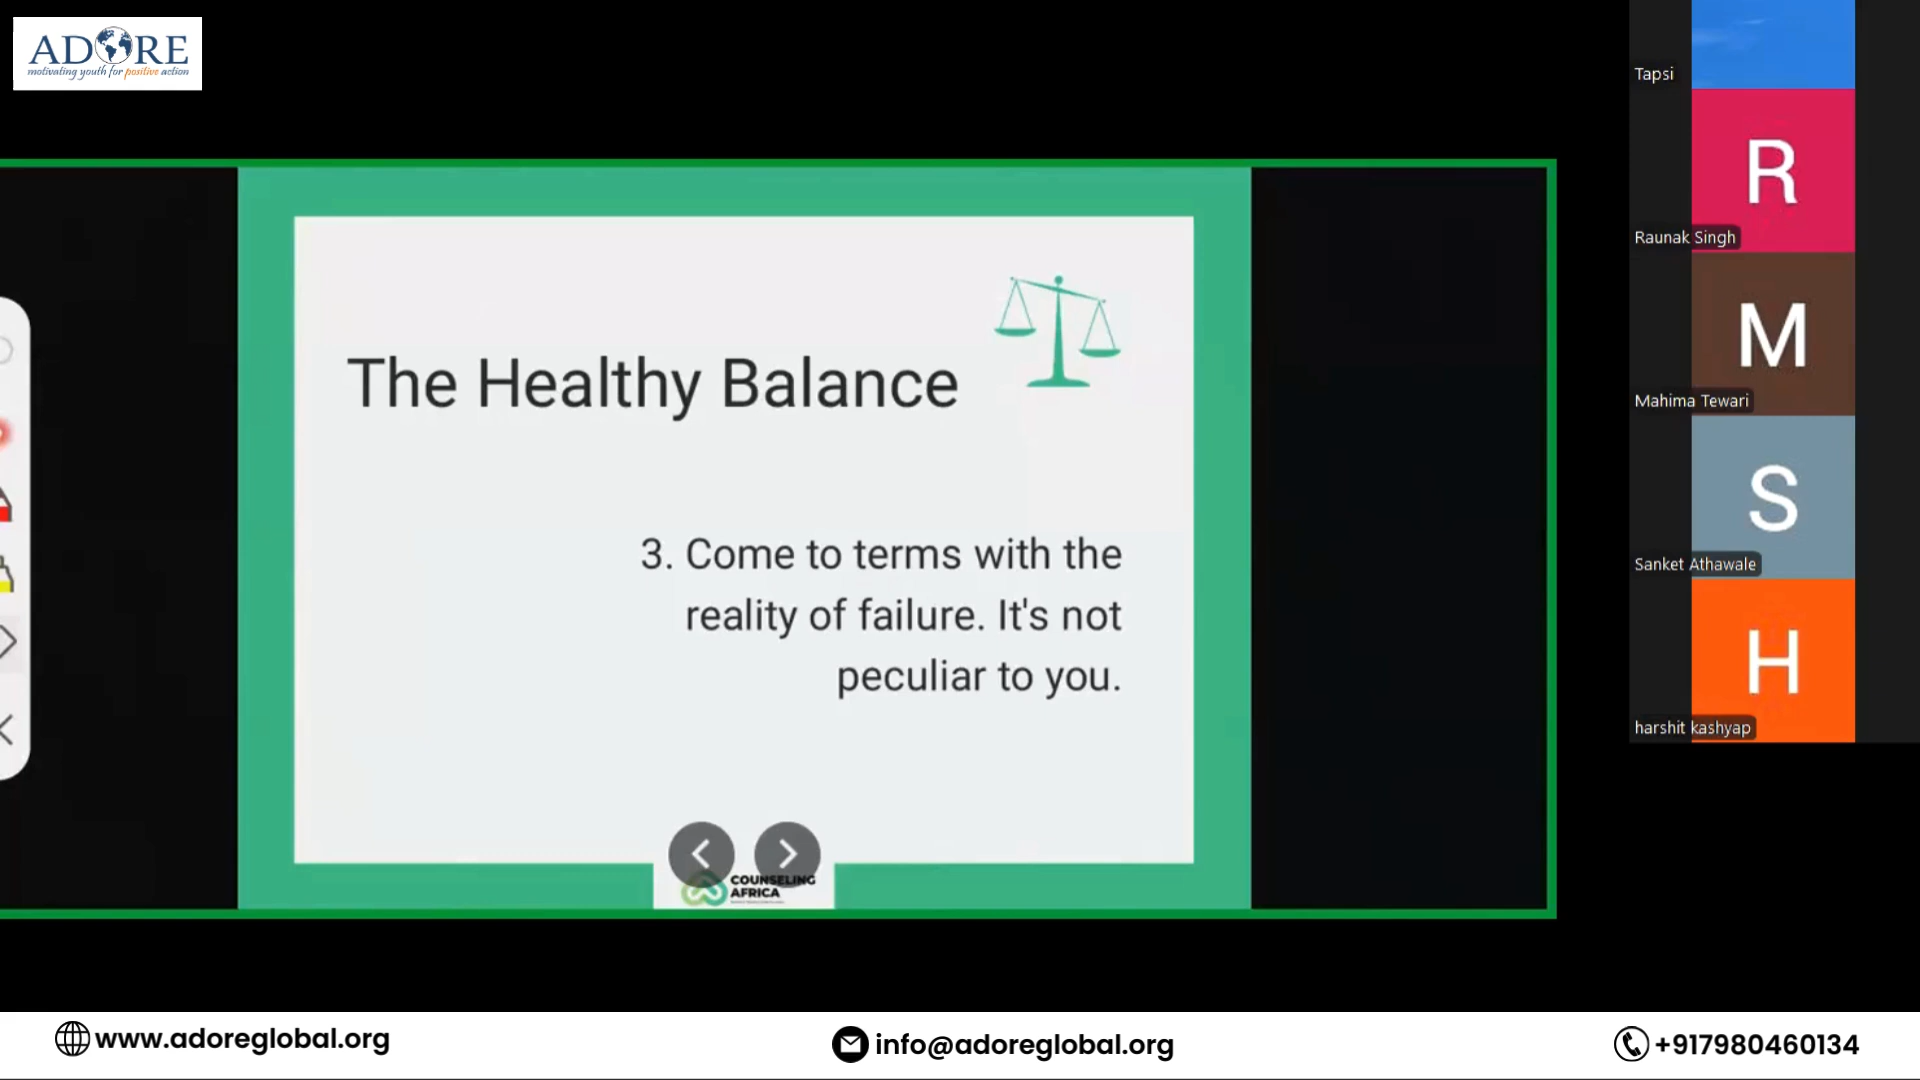 ADORE
motivating youth for positive action
The Healthy Balance
3. Come to terms with the
reality of failure. It's not
peculiar to you.
COUNSELING
AFRICA
Tapsi
R
Raunak Singh
M
Mahima Tewari
S
Sanket Athawale
H
harshit kashyap
www.adoreglobal.org
info@adoreglobal.org
+917980460134